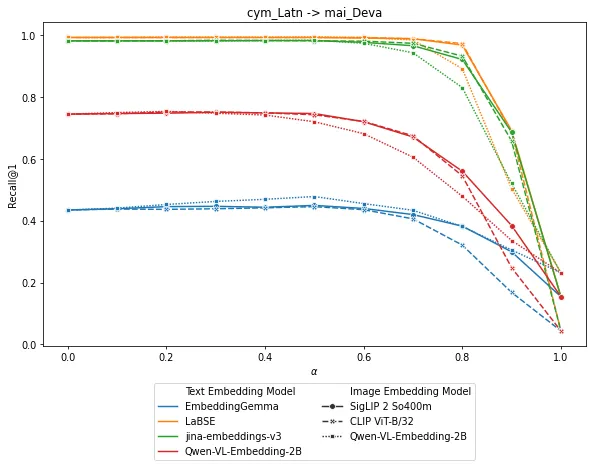 cym_Latn -> mai_Deva
Recall@1
1.0
0.8
0.6
0.4
0.2
0.0
0.0 0.2 0.4 0.6 0.8 1.0
α
Text Embedding Model
EmbeddingGemma
LaBSE
jina-embeddings-v3
Qwen-VL-Embedding-2B
Image Embedding Model
SigLIP 2 So400m
CLIP ViT-B/32
Qwen-VL-Embedding-2B